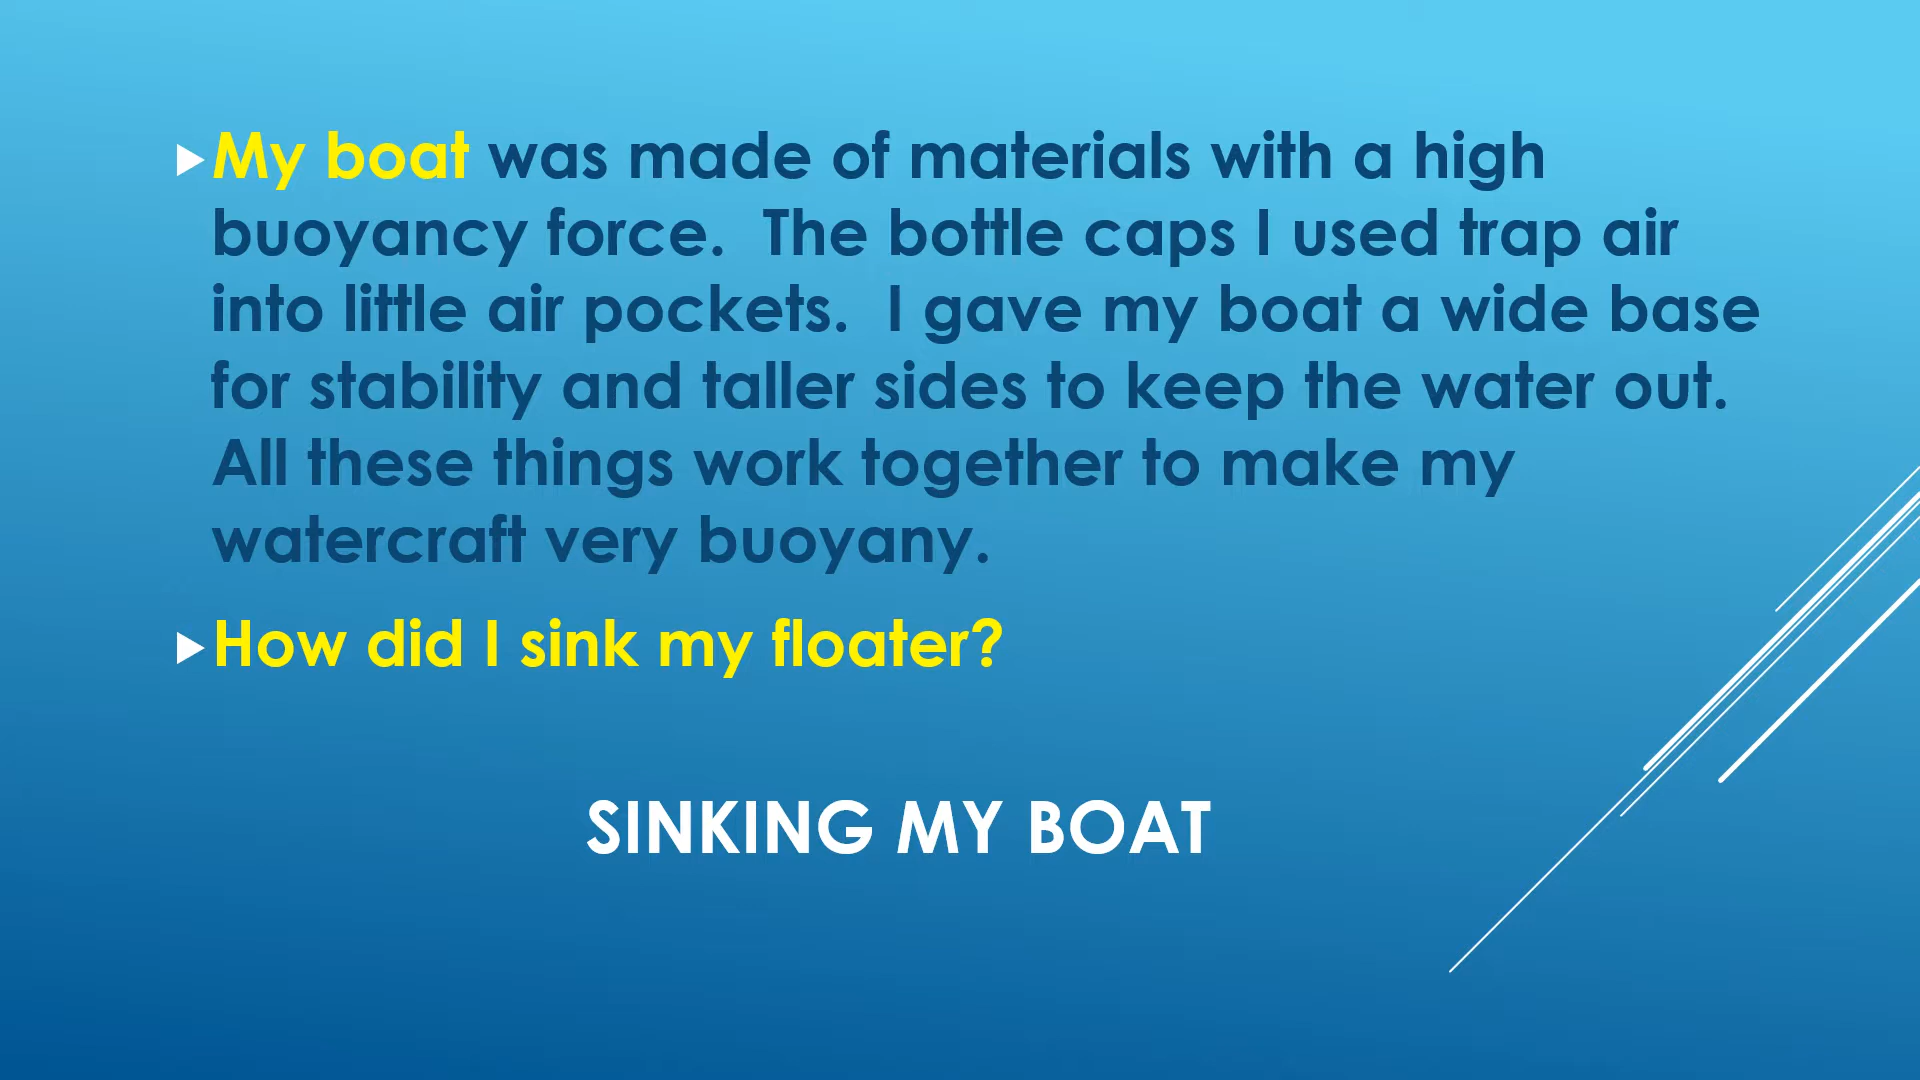 My boat was made of materials with a high
buoyancy force.  The bottle caps I used trap air
into little air pockets.  I gave my boat a wide base
for stability and taller sides to keep the water out.
All these things work together to make my
watercraft very buoyany.
How did I sink my floater?
SINKING MY BOAT